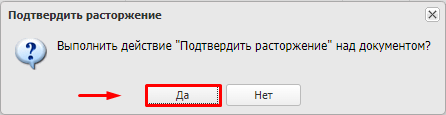 Подтвердить расторжение
Выполнить действие "Подтвердить расторжение" над документом?
Да
Нет